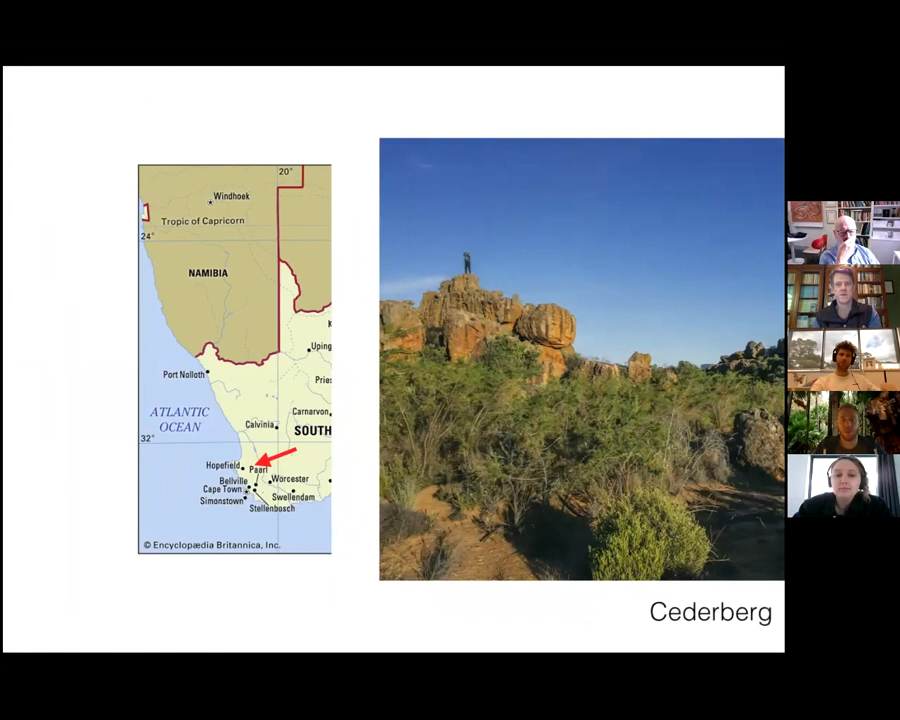 20°
Windhoek
Tropic of Capricorn
24°
NAMIBIA
Uping
Port Nolloth
Pries
ATLANTIC
OCEAN
Carnarvon
Calvinia
SOUTH
32°
Hopefield
Paarl
Bellville
Worcester
Cape Town
Swellendam
Simonstown
Stellenbosch
© Encyclopædia Britannica, Inc.
Cederberg